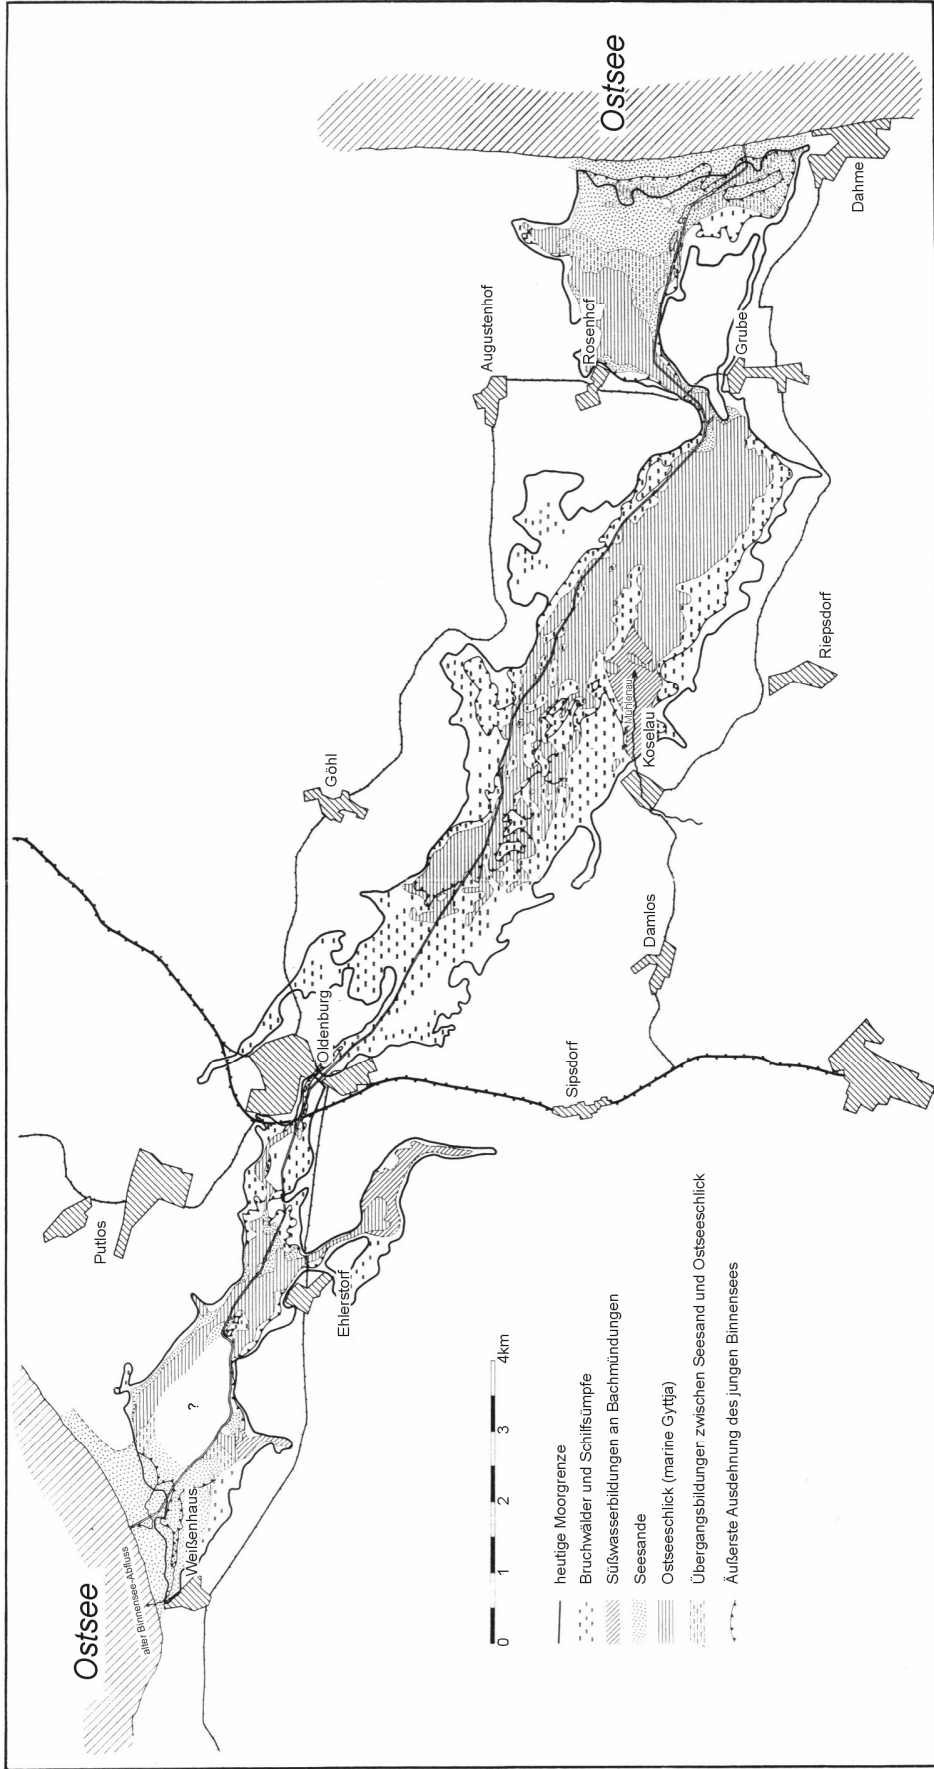 Ostsee
alter Binnensee-Abfluss
Weißenhaus
?
Putlos
Ehlerstorf
Oldenburg
Sipsdorf
Göhl
Damlos
Koselau
Mühlenau
Riepsdorf
Augustenhof
Rosenhof
Grube
Dahme
Ostsee
0 1 2 3 4km
heutige Moorgrenze
Bruchwälder und Schilfsümpfe
Süßwasserbildungen an Bachmündungen
Seesande
Ostseeschlick (marine Gyttja)
Übergangsbildungen zwischen Seesand und Ostseeschlick
Äußerste Ausdehnung des jungen Binnensees